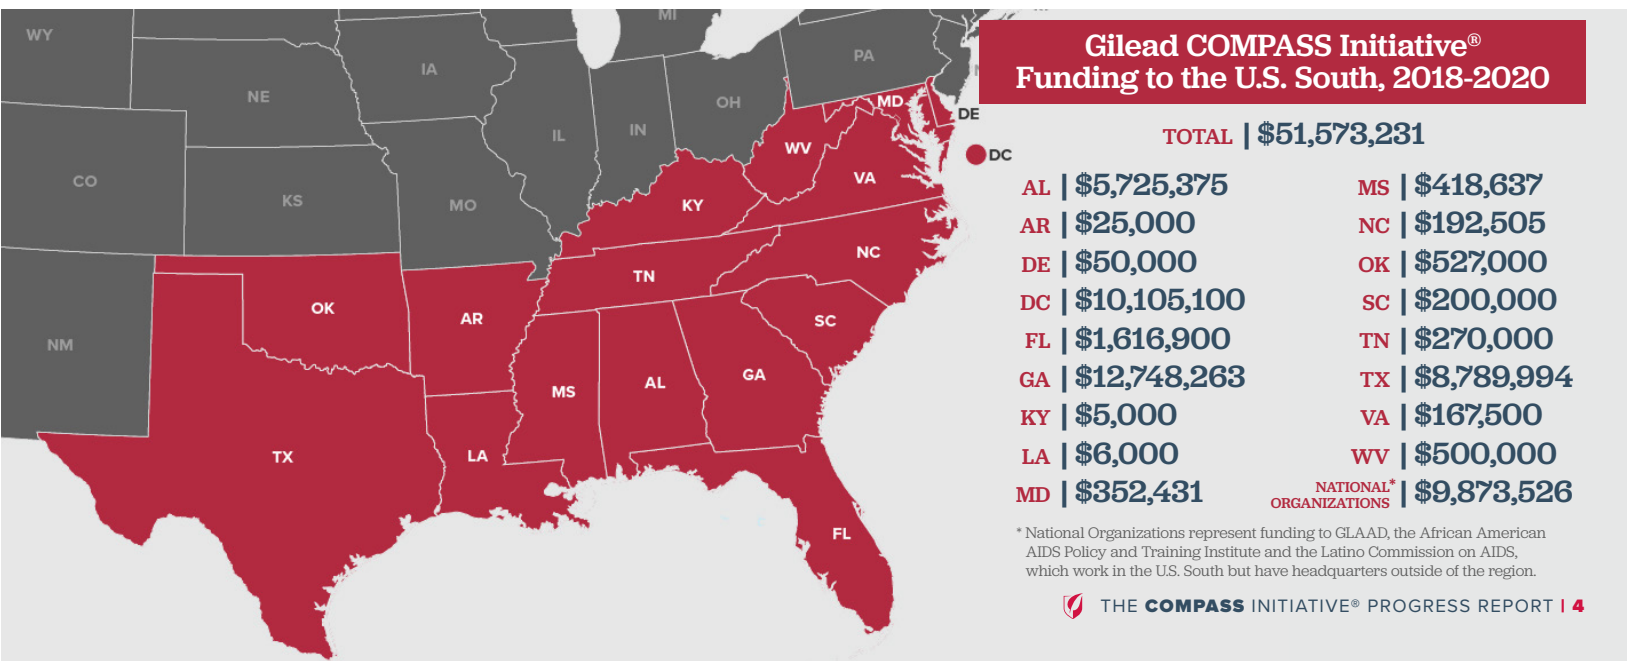 WY
MI
PA
IA
NE
OH
IL
IN
MD
DE
WV
DC
CO
VA
KS
MO
KY
NC
TN
OK
AR
SC
NM
GA
AL
MS
TX
LA
FL
Gilead COMPASS Initiative®
Funding to the U.S. South, 2018-2020
TOTAL | $51,573,231
AL | $5,725,375
AR | $25,000
DE | $50,000
DC | $10,105,100
FL | $1,616,900
GA | $12,748,263
KY | $5,000
LA | $6,000
MD | $352,431
MS | $418,637
NC | $192,505
OK | $527,000
SC | $200,000
TN | $270,000
TX | $8,789,994
VA | $167,500
WV | $500,000
NATIONAL*
ORGANIZATIONS | $9,873,526
* National Organizations represent funding to GLAAD, the African American
AIDS Policy and Training Institute and the Latino Commission on AIDS,
which work in the U.S. South but have headquarters outside of the region.
THE COMPASS INITIATIVE® PROGRESS REPORT | 4